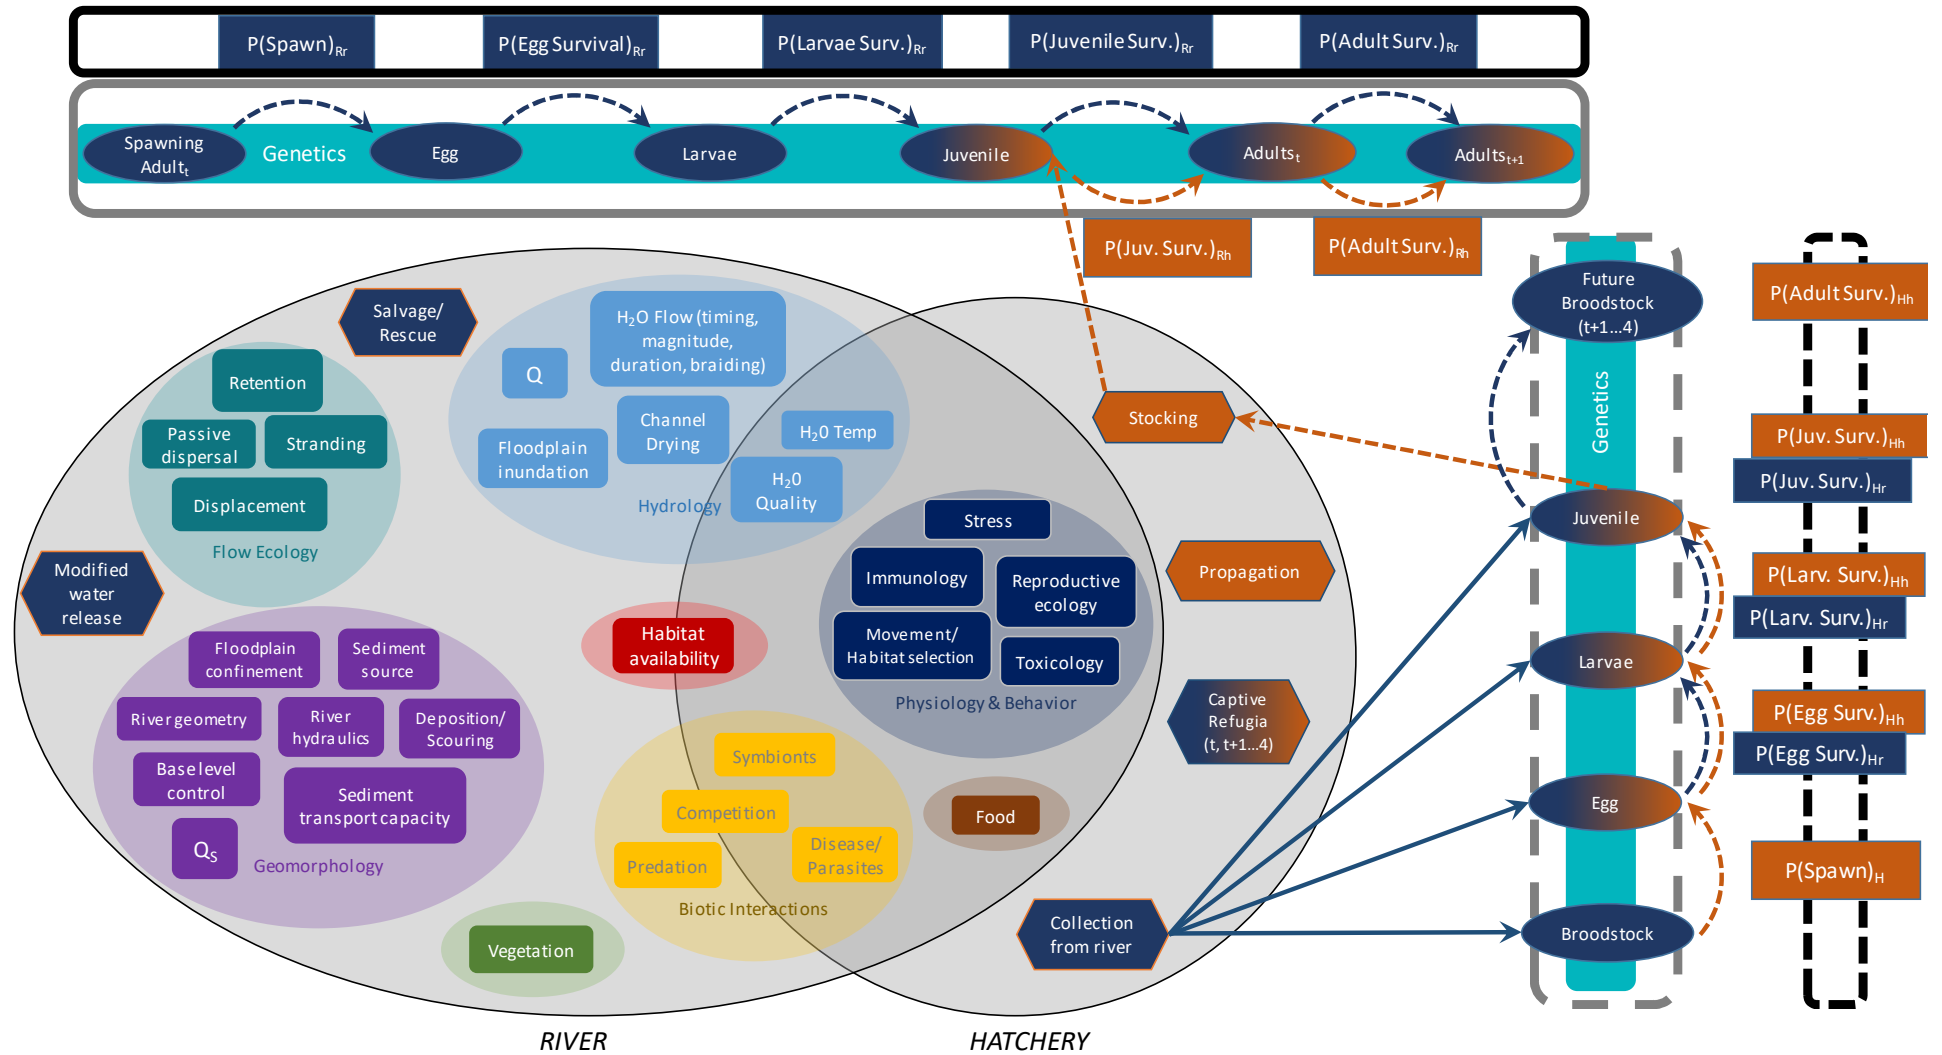 P(Spawn)Rr
P(Egg Survival)Rr
P(Larvae Surv.)Rr
P(Juvenile Surv.)Rr
P(Adult Surv.)Rr
Spawning
Adultt
Genetics
Egg
Larvae
Juvenile
Adultst
Adultst+1
P(Juv. Surv.)Rh
P(Adult Surv.)Rh
Salvage/
Rescue
Retention
Passive
dispersal
Stranding
Displacement
Flow Ecology
H2O Flow (timing,
magnitude,
duration, braiding)
Q
Channel
Drying
H20 Temp
Floodplain
inundation
H20
Quality
Hydrology
Modified
water
release
Floodplain
confinement
Sediment
source
River geometry
River
hydraulics
Deposition/
Scouring
Base level
control
Sediment
transport capacity
QS
Geomorphology
Habitat
availability
Stress
Immunology
Reproductive
ecology
Movement/
Habitat selection
Toxicology
Physiology & Behavior
Symbionts
Competition
Predation
Disease/
Parasites
Biotic Interactions
Food
Vegetation
Stocking
Propagation
Captive
Refugia
(t, t+1...4)
Collection
from river
RIVER
HATCHERY
Future
Broodstock
(t+1...4)
Genetics
Juvenile
Larvae
Egg
Broodstock
P(Adult Surv.)Hh
P(Juv. Surv.)Hh
P(Juv. Surv.)Hr
P(Larv. Surv.)Hh
P(Larv. Surv.)Hr
P(Egg Surv.)Hh
P(Egg Surv.)Hr
P(Spawn)H